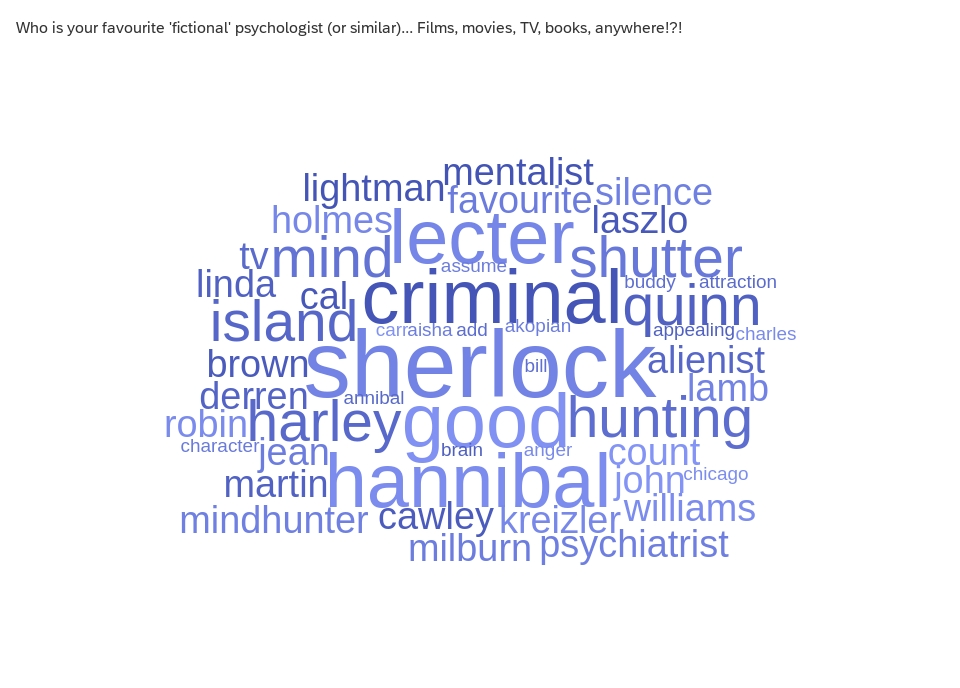 Who is your favourite 'fictional' psychologist (or similar)... Films, movies, TV, books, anywhere!?!
mentalist
lightman
favourite silence
holmes lecter laszlo
tv mind shutter
assume
linda cal criminal buddy attraction
quinn
island carr aisha add akopian appealing charles
brown sherlock bill alienist
derren annibal lamb
robin harley good hunting
character jean brain anger count
martin hannibal john chicago
mindhunter cawley kreizler williams
milburn psychiatrist